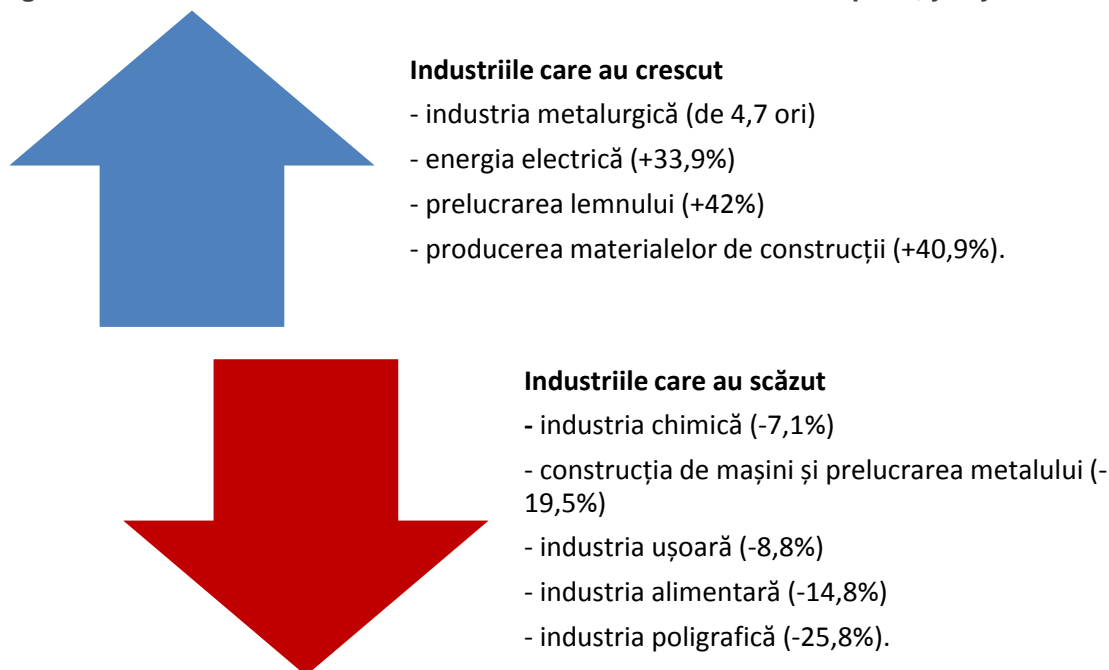 Industriile care au crescut
- industria metalurgică (de 4,7 ori)
- energia electrică (+33,9%)
- prelucrarea lemnului (+42%)
- producerea materialelor de construcții (+40,9%).
Industriile care au scăzut
- industria chimică (-7,1%)
- construcția de mașini și prelucrarea metalului (-
19,5%)
- industria ușoară (-8,8%)
- industria alimentară (-14,8%)
- industria poligrafică (-25,8%).